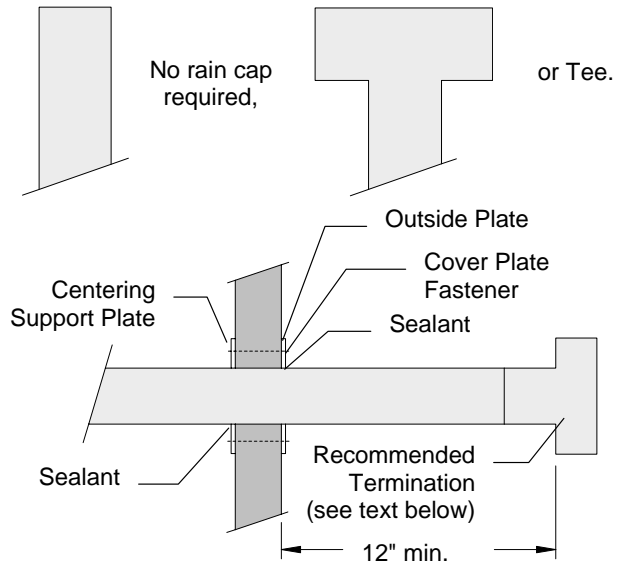 No rain cap
required,
or Tee.
Outside Plate
Cover Plate
Fastener
Centering
Support Plate
Sealant
Sealant
Recommended
Termination
(see text below)
12" min.